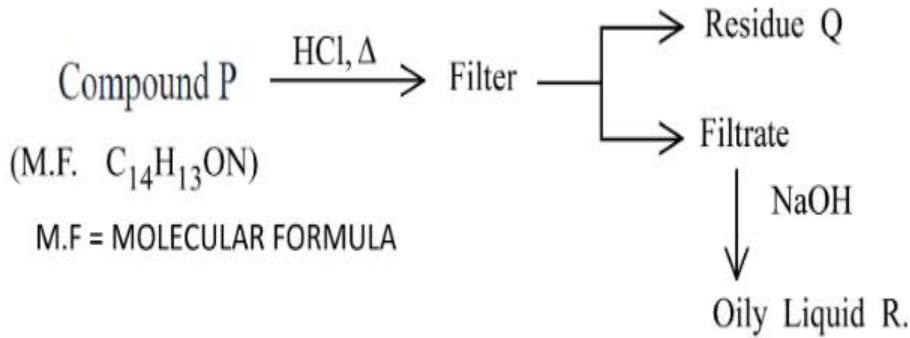 Compound P
HCl, Δ
Filter
Residue Q
Filtrate
(M.F. C₁₄H₁₃ON)
NaOH
M.F = MOLECULAR FORMULA
Oily Liquid R.